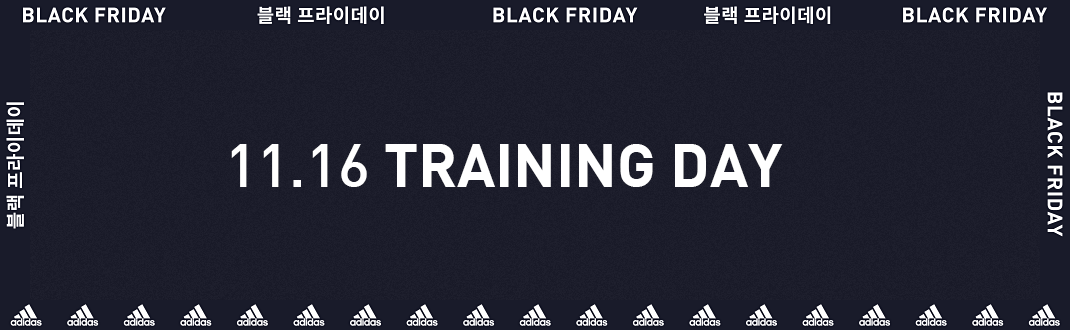 BLACK FRIDAY 블랙 프라이데이 BLACK FRIDAY 블랙 프라이데이 BLACK FRIDAY
블랙 프라이데이
11.16 TRAINING DAY
BLACK FRIDAY
adidas adidas adidas adidas adidas adidas adidas adidas adidas adidas adidas adidas adidas adidas adidas adidas adidas adidas adidas